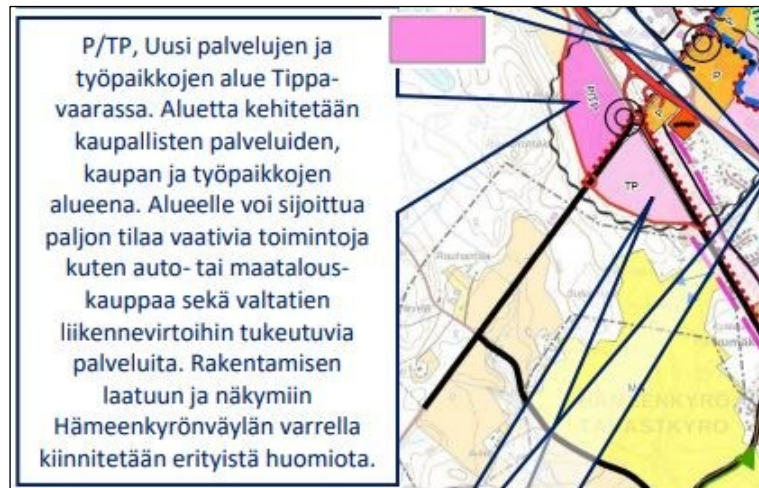 P/TP, Uusi palvelujen ja
työpaikkojen alue Tippa-
vaarassa. Aluetta kehitetään
kaupallisten palveluiden,
kaupan ja työpaikkojen
alueena. Alueelle voi sijoittua
paljon tilaa vaativia toimintoja
kuten auto- tai maatalous-
kauppaa sekä valtatien
liikennevirtoihin tukeutuvia
palveluita. Rakentamisen
laatuun ja näkymiin
Hämeenkyrönväylän varrella
kiinnitetään erityistä huomiota.
P
P/TP
P
TP
Rauhantila
HÄMEENKYRÖ
TAVASTKYRO